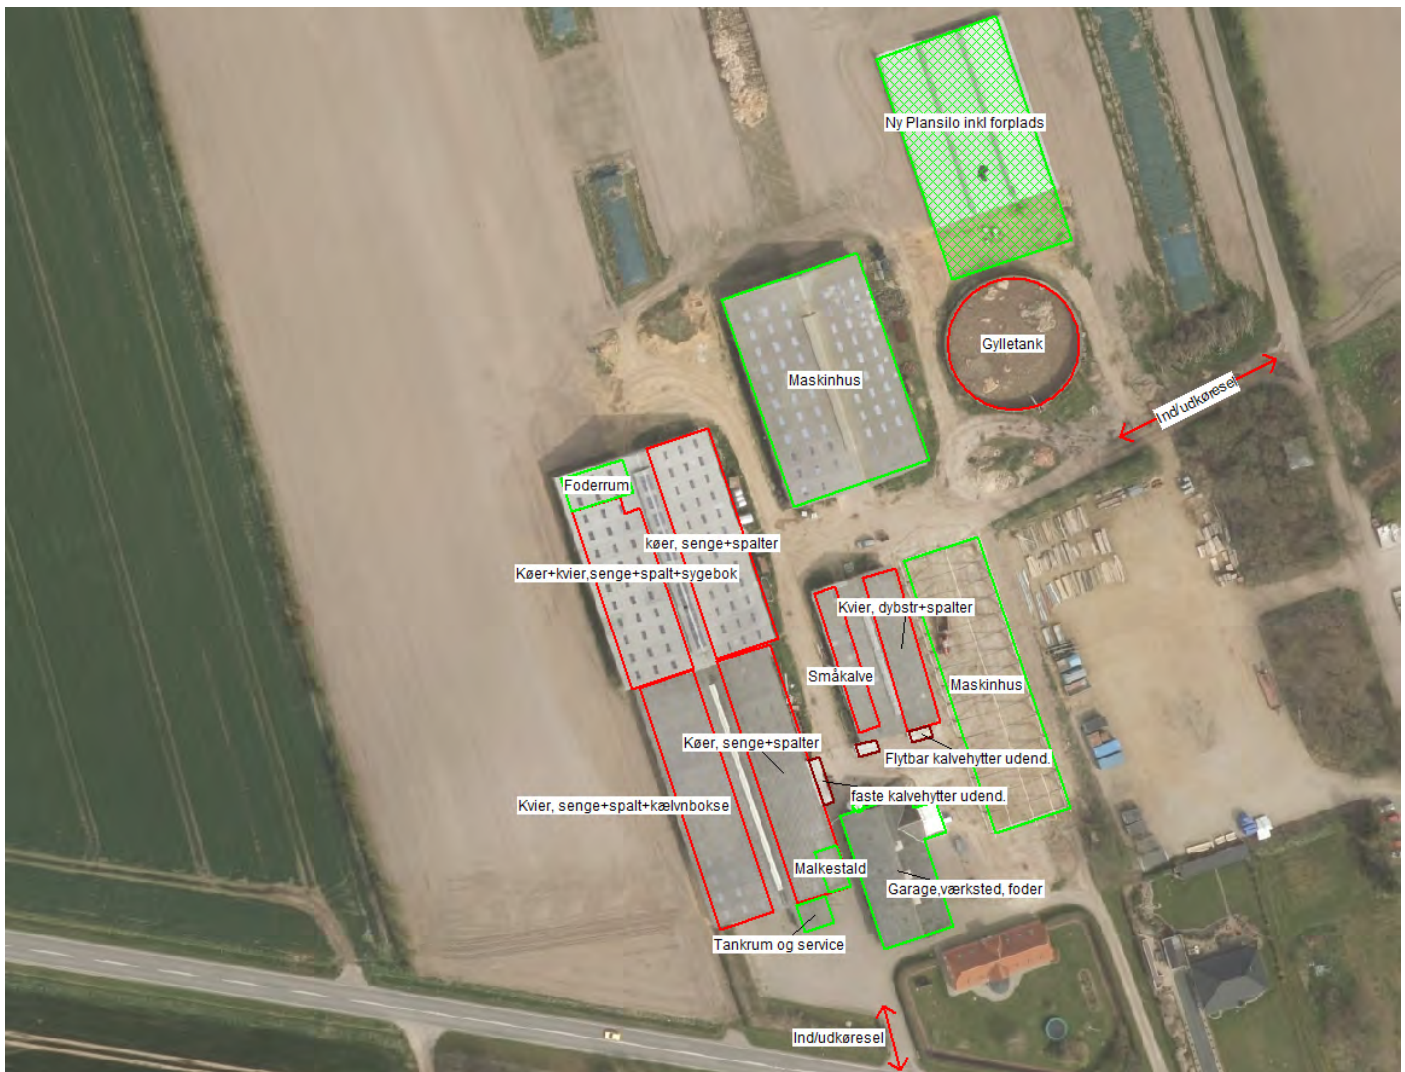 Ny Plansilo inkl forplads
Gylletank
Ind/udkøresel
Maskinhus
Foderrum
køer, senge+spalter
Køer+kvier,senge+spalt+sygebok
Kvier, dybstr+spalter
Småkalve
Maskinhus
Køer, senge+spalter
Flytbar kalvehytter udend.
faste kalvehytter udend.
Kvier, senge+spalt+kælvnbokse
Malkestald
Garage,værksted, foder
Tankrum og service
Ind/udkøresel